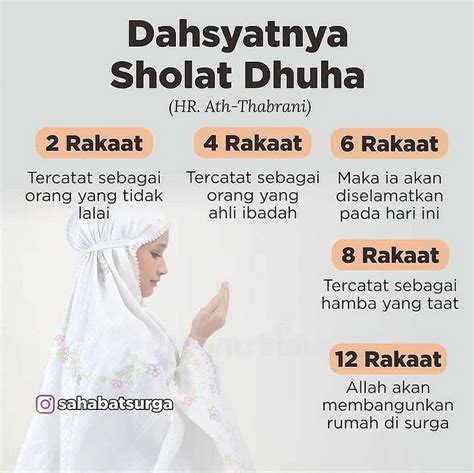 Dahsyatnya
Sholat Dhuha
(HR. Ath-Thabrani)
2 Rakaat
Tercatat sebagai
orang yang tidak
lalai
4 Rakaat
Tercatat sebagai
orang yang
ahli ibadah
6 Rakaat
Maka ia akan
diselamatkan
pada hari ini
8 Rakaat
Tercatat sebagai
hamba yang taat
12 Rakaat
Allah akan
membangunkan
rumah di surga
sahabatsurga